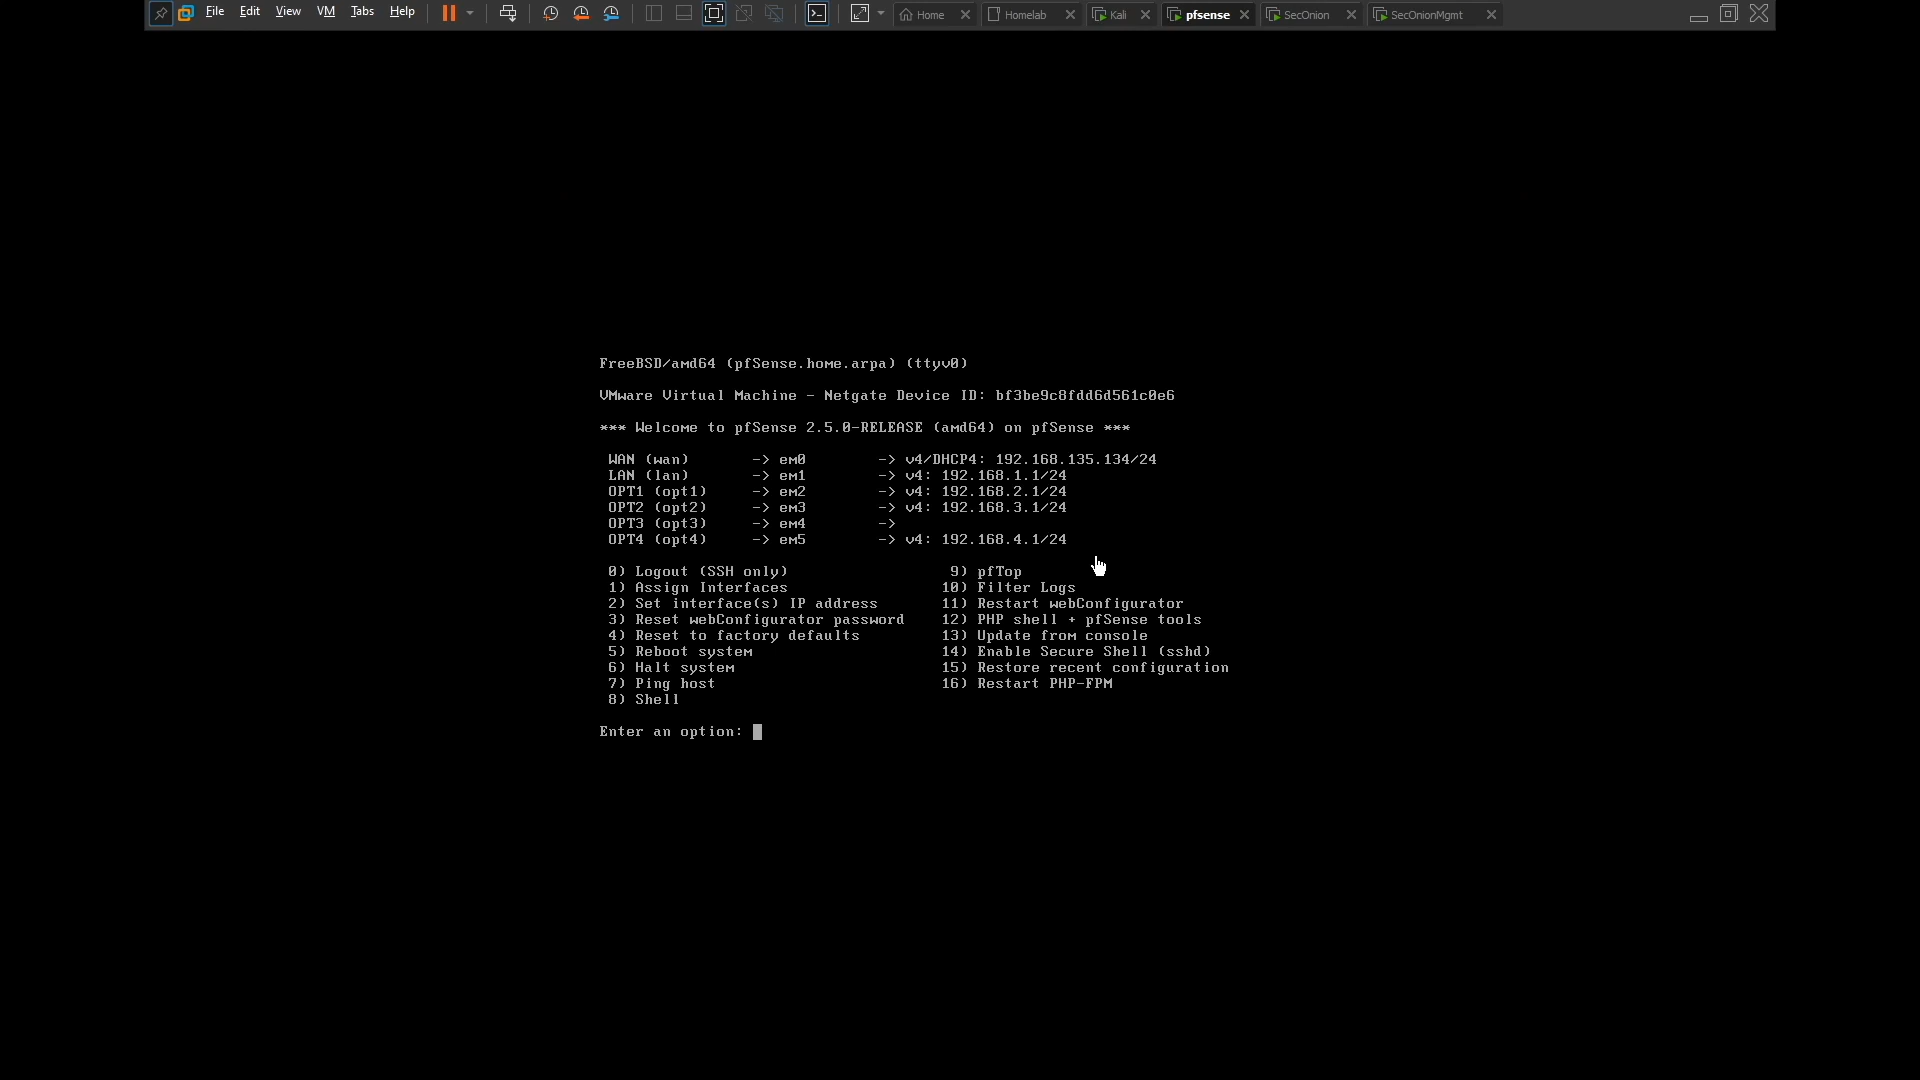 File Edit View VM Tabs Help Home Homelab Kali pfsense SecOnion SecOnionMgmt
FreeBSD/amd64 (pfSense.home.arpa) (ttyv0)
VMware Virtual Machine - Netgate Device ID: bf3be9c8fdd6d561c0e6
*** Welcome to pfSense 2.5.0-RELEASE (amd64) on pfSense ***
WAN (wan) -> em0 -> v4/DHCP4: 192.168.135.134/24
LAN (lan) -> em1 -> v4: 192.168.1.1/24
OPT1 (opt1) -> em2 -> v4: 192.168.2.1/24
OPT2 (opt2) -> em3 -> v4: 192.168.3.1/24
OPT3 (opt3) -> em4 ->
OPT4 (opt4) -> em5 -> v4: 192.168.4.1/24
0) Logout (SSH only) 9) pfTop
1) Assign Interfaces 10) Filter Logs
2) Set interface(s) IP address 11) Restart webConfigurator
3) Reset webConfigurator password 12) PHP shell + pfSense tools
4) Reset to factory defaults 13) Update from console
5) Reboot system 14) Enable Secure Shell (sshd)
6) Halt system 15) Restore recent configuration
7) Ping host 16) Restart PHP-FPM
8) Shell
Enter an option: